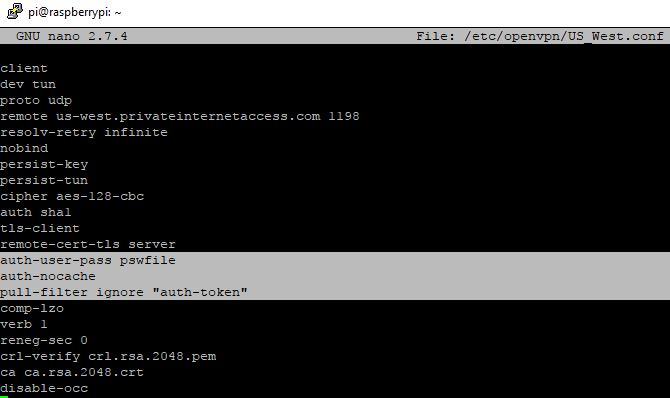 pi@raspberrypi: ~
GNU nano 2.7.4 File: /etc/openvpn/US_West.conf
client
dev tun
proto udp
remote us-west.privateinternetaccess.com 1198
resolv-retry infinite
nobind
persist-key
persist-tun
cipher aes-128-cbc
auth sha1
tls-client
remote-cert-tls server
auth-user-pass pswfile
auth-nocache
pull-filter ignore "auth-token"
comp-lzo
verb 1
reneg-sec 0
crl-verify crl.rsa.2048.pem
ca ca.rsa.2048.crt
disable-occ